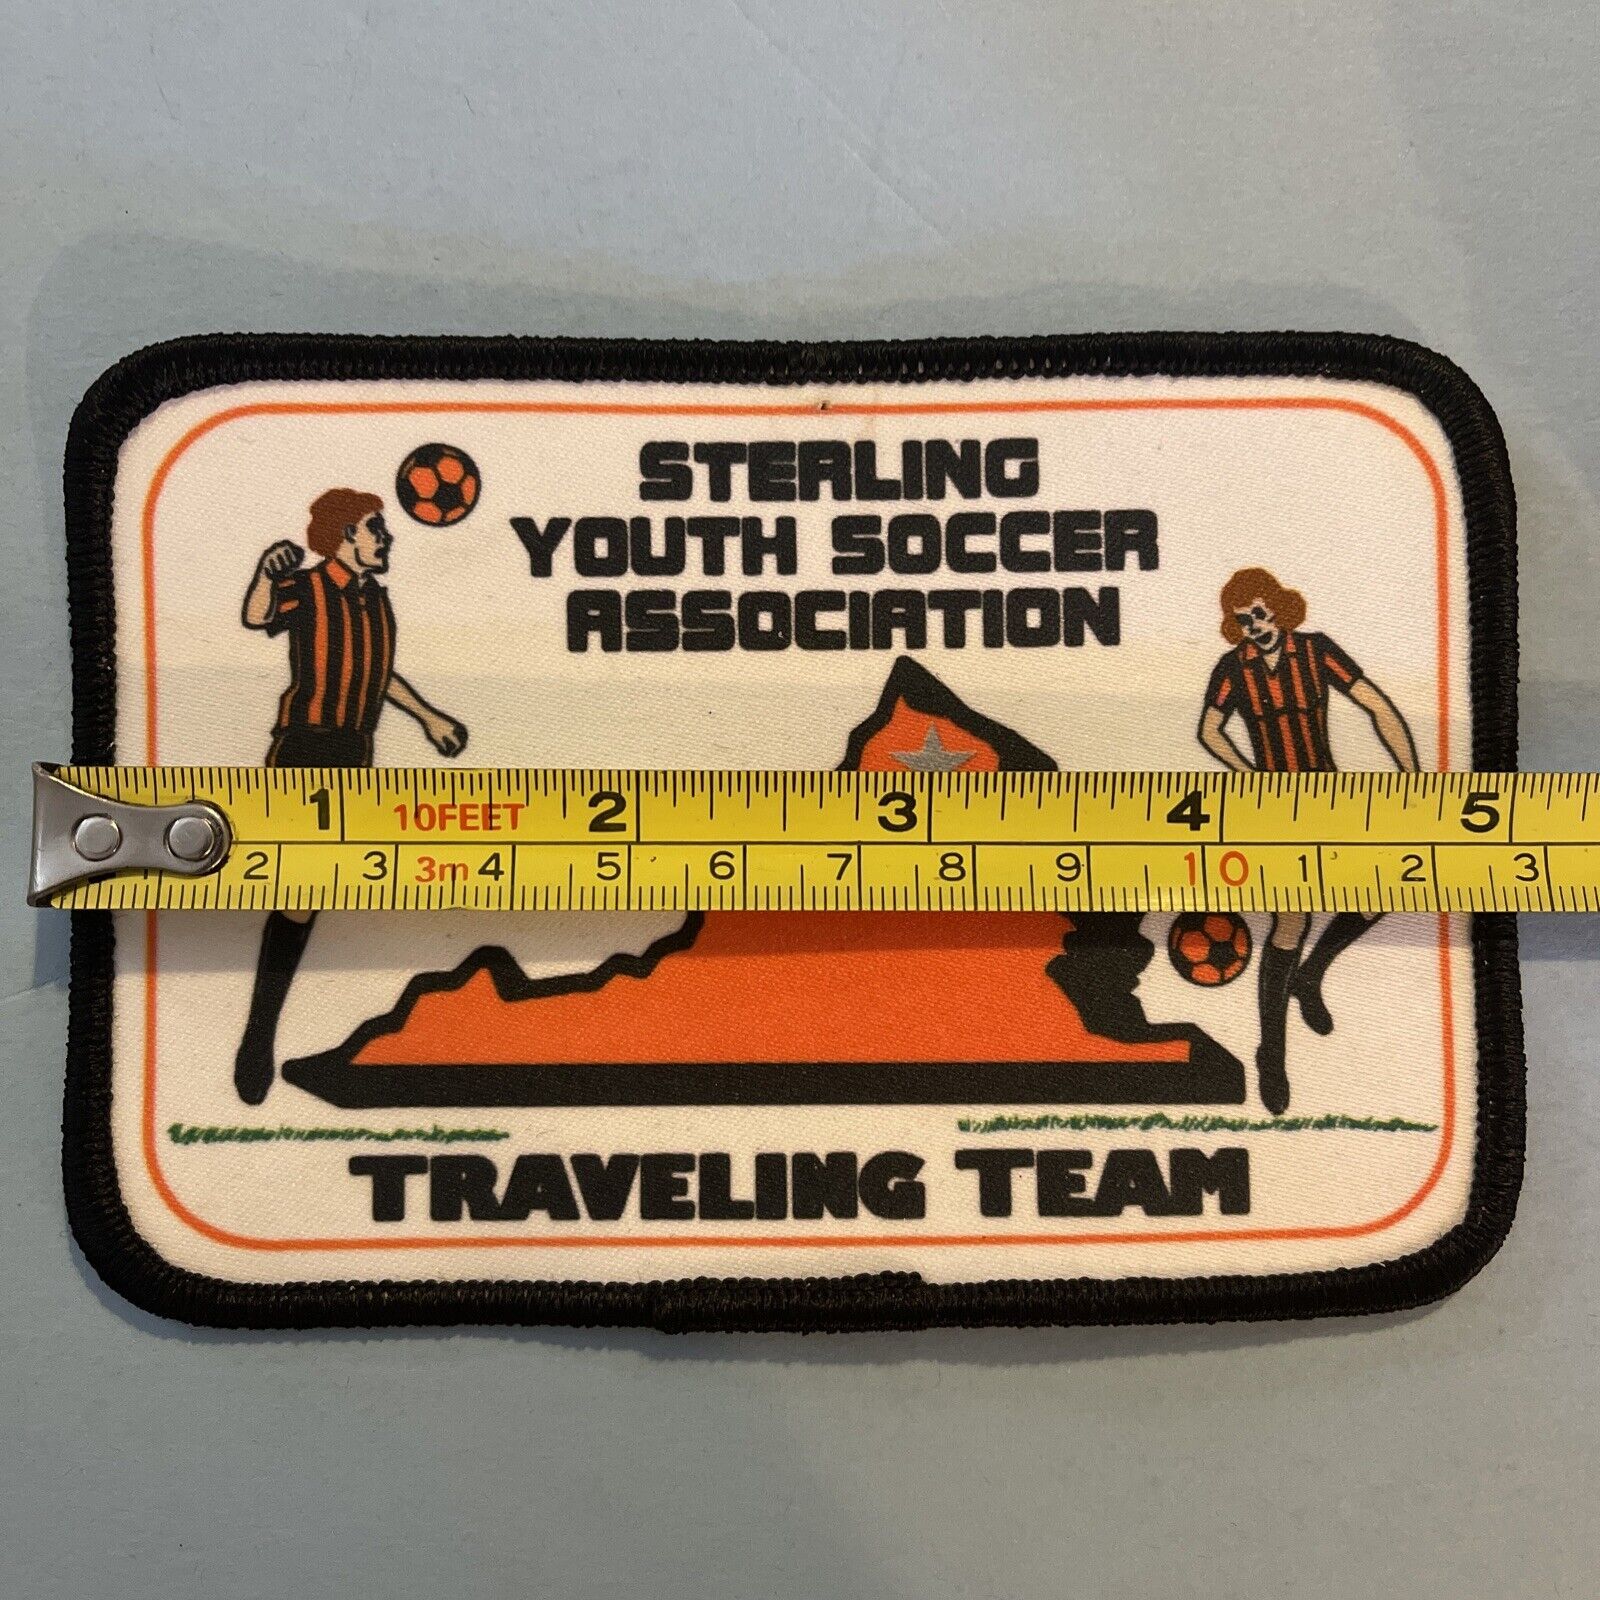 STERLING
YOUTH SOCCER
ASSOCIATION
1 10FEET 2 3 4 5
2 3 3m 4 5 6 7 8 9 10 1 2 3
TRAVELING TEAM